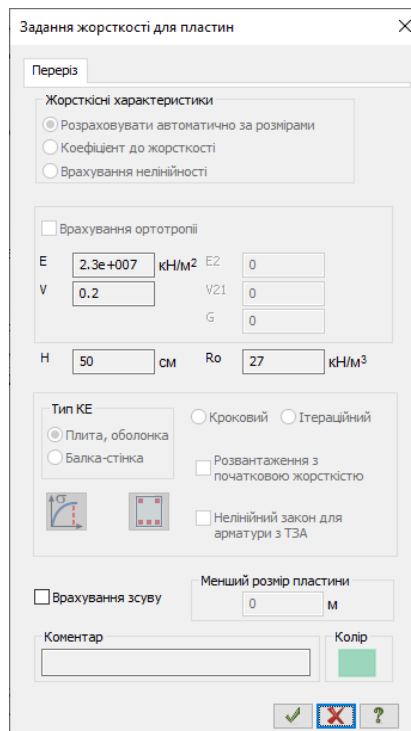 Задання жорсткості для пластин
Переріз
Жорсткісні характеристики
Розраховувати автоматично за розмірами
Коефіцієнт до жорсткості
Врахування нелінійності
Врахування ортотропії
E 2.3e+007 кН/м² E2 0
V 0.2 V21 0
G 0
H 50 см Ro 27 кН/м³
Тип КЕ
Кроковий Ітераційний
Плита, оболонка
Балка-стінка
Розвантаження з
початковою жорсткістю
σ
Нелінійний закон для
арматури з ТЗА
Менший розмір пластини
Врахування зсуву 0 м
Коментар Колір
?